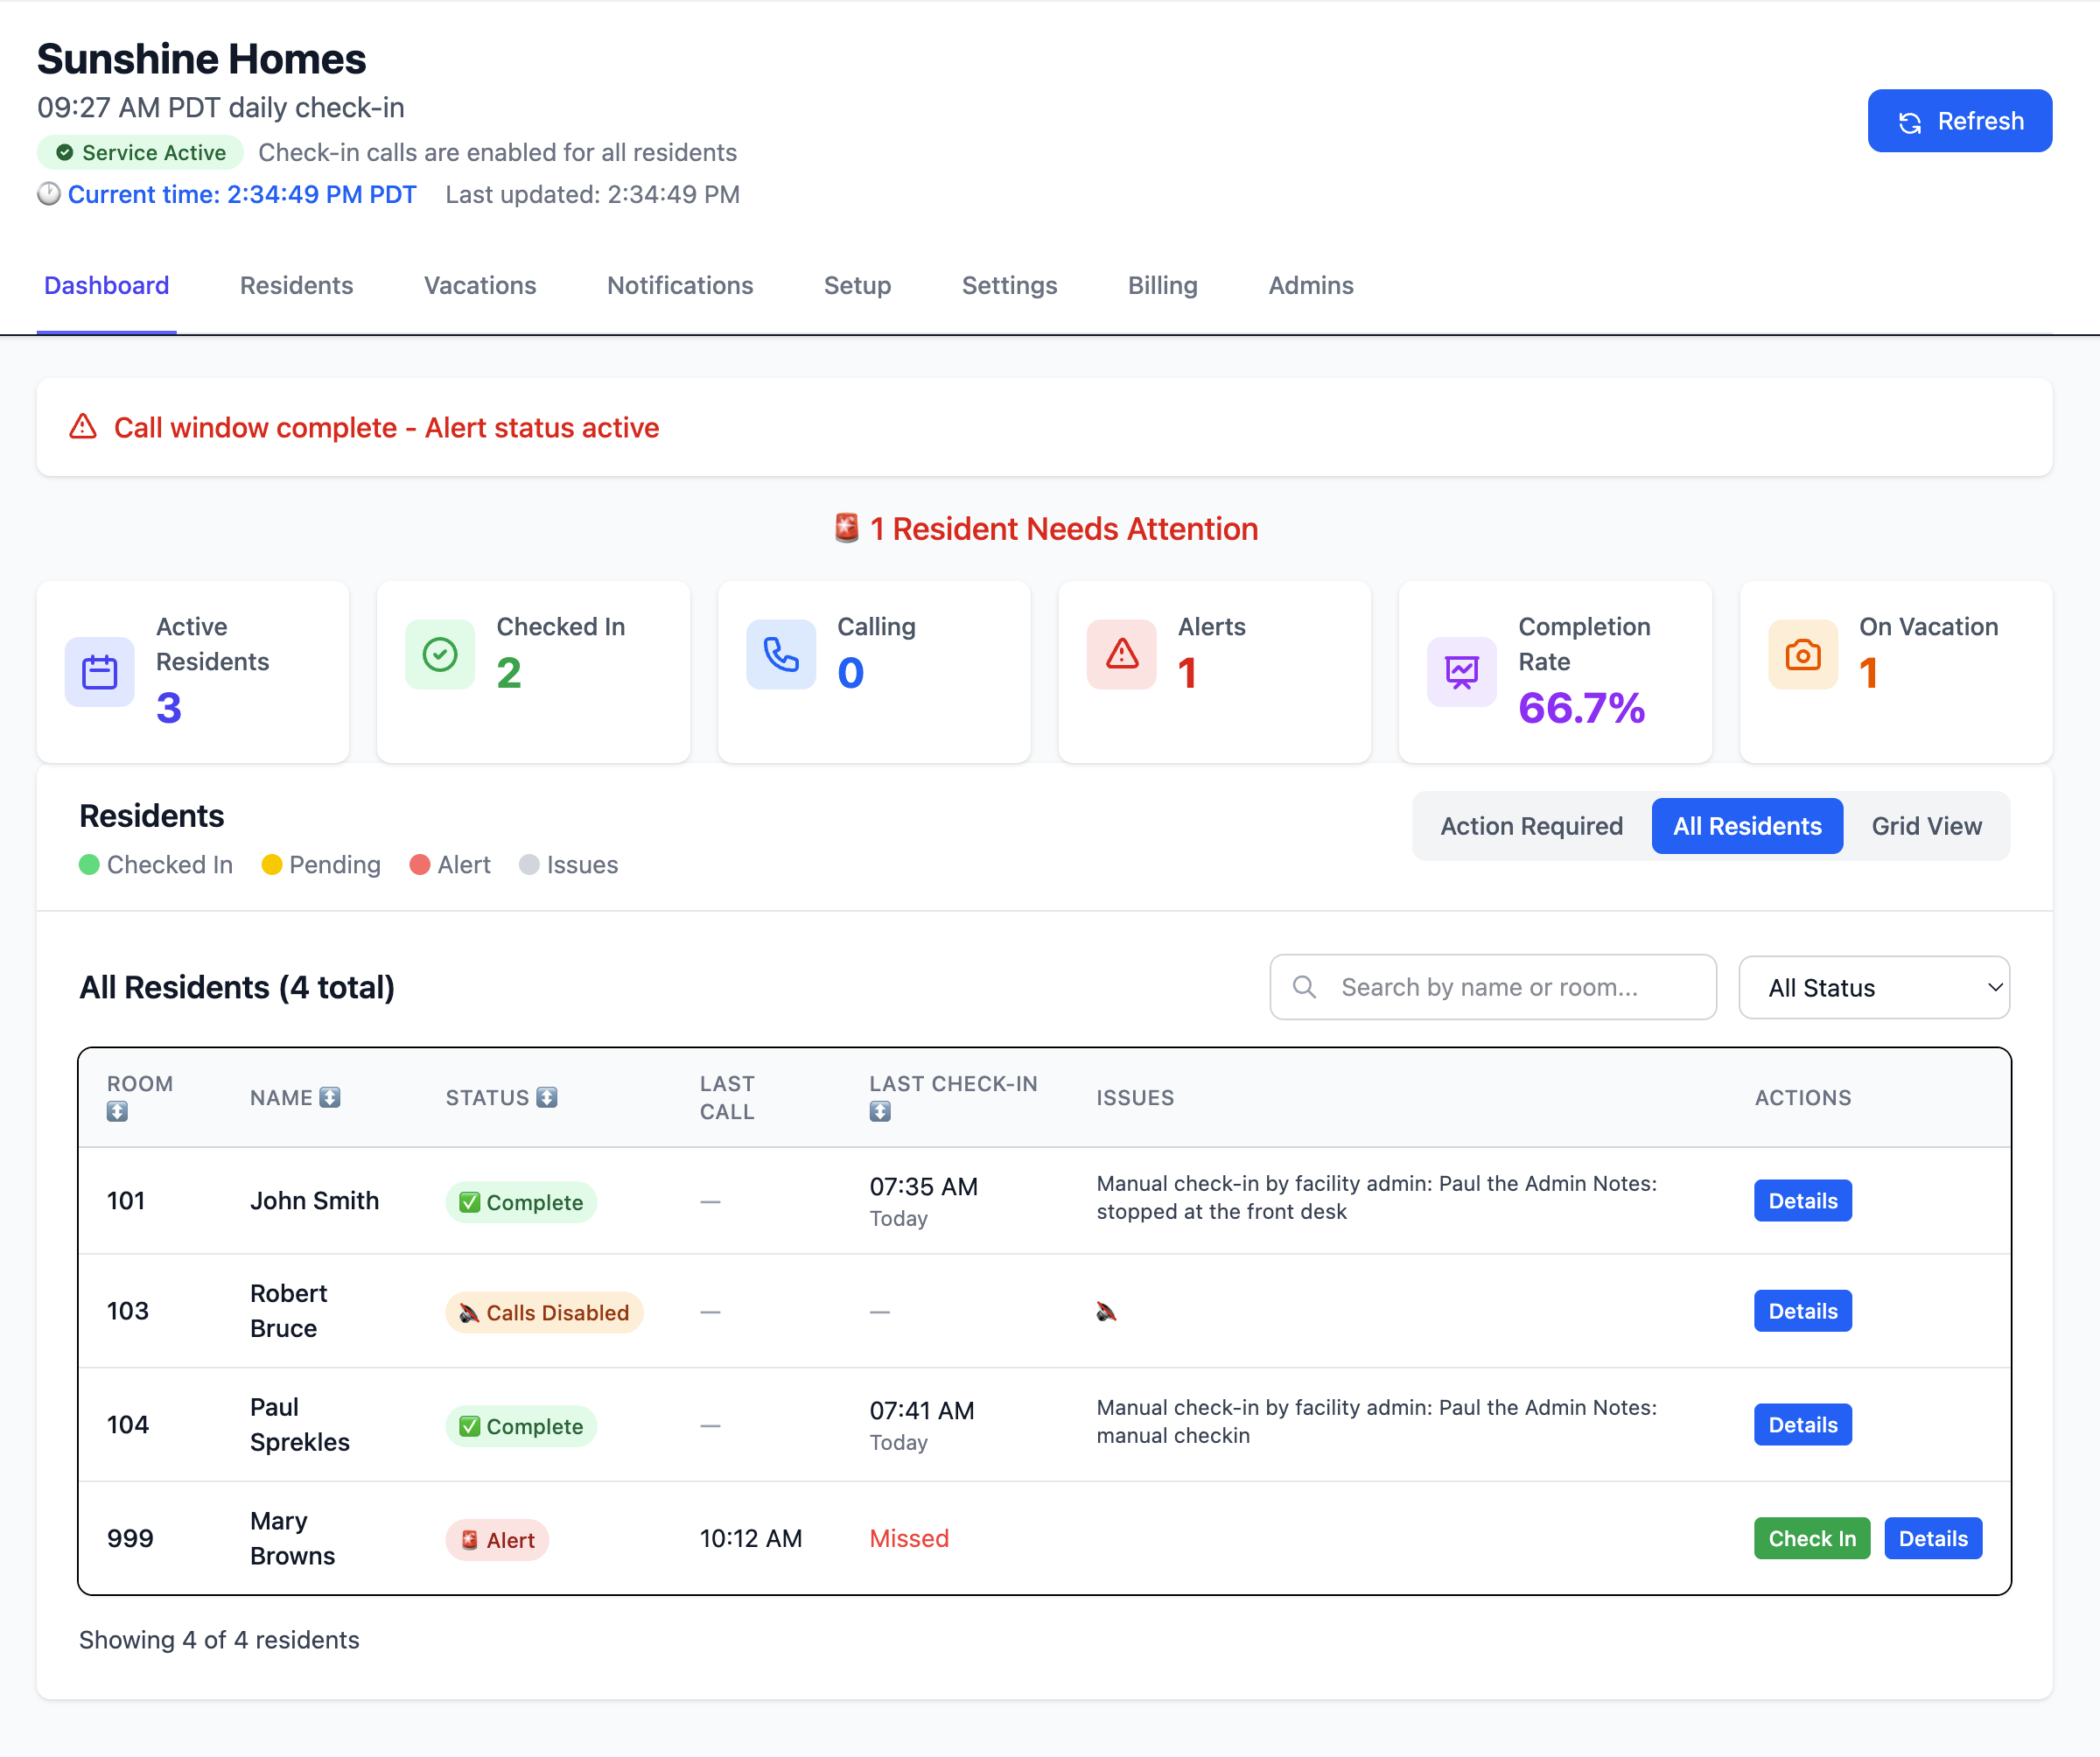 Sunshine Homes
09:27 AM PDT daily check-in
Service Active Check-in calls are enabled for all residents
Current time: 2:34:49 PM PDT Last updated: 2:34:49 PM
Refresh
Dashboard Residents Vacations Notifications Setup Settings Billing Admins
Call window complete - Alert status active
1 Resident Needs Attention
Active
Residents
3
Checked In
2
Calling
0
Alerts
1
Completion
Rate
66.7%
On Vacation
1
Residents
Checked In Pending Alert Issues
Action Required All Residents Grid View
All Residents (4 total)
Search by name or room...
All Status
ROOM NAME STATUS LAST CALL LAST CHECK-IN ISSUES ACTIONS
101 John Smith ✅ Complete — 07:35 AM
Today
Manual check-in by facility admin: Paul the Admin Notes:
stopped at the front desk
Details
103 Robert
Bruce
Calls Disabled — —
Details
104 Paul
Sprekles
✅ Complete — 07:41 AM
Today
Manual check-in by facility admin: Paul the Admin Notes:
manual checkin
Details
999 Mary
Browns
Alert 10:12 AM Missed
Check In Details
Showing 4 of 4 residents